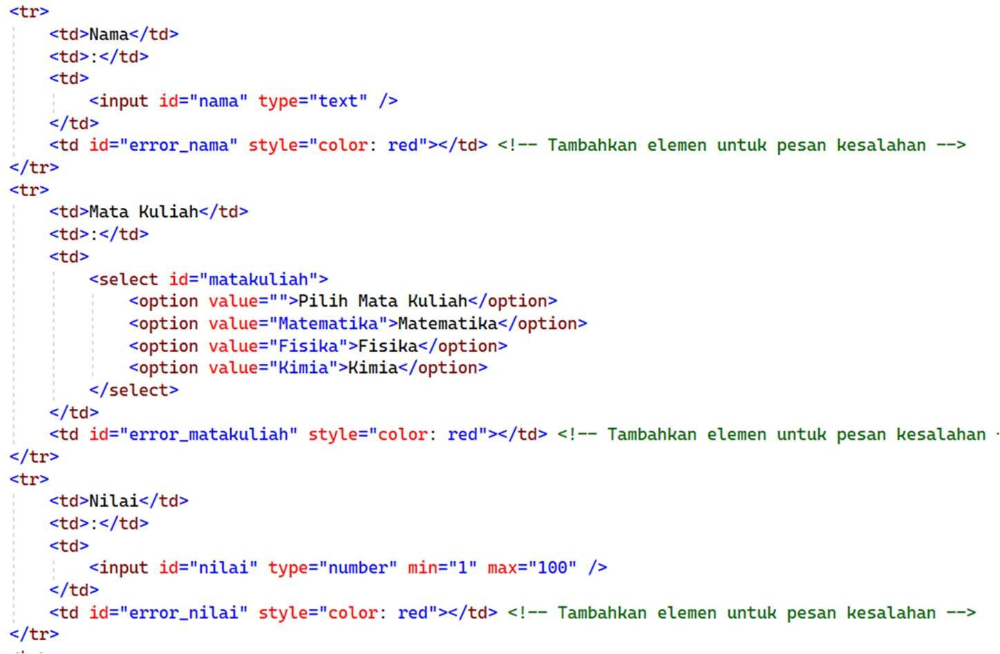 <tr>
    <td>Nama</td>
    <td>:</td>
    <td>
        <input id="nama" type="text" />
    </td>
    <td id="error_nama" style="color: red"></td> <!-- Tambahkan elemen untuk pesan kesalahan -->
</tr>
<tr>
    <td>Mata Kuliah</td>
    <td>:</td>
    <td>
        <select id="matakuliah">
            <option value="">Pilih Mata Kuliah</option>
            <option value="Matematika">Matematika</option>
            <option value="Fisika">Fisika</option>
            <option value="Kimia">Kimia</option>
        </select>
    </td>
    <td id="error_matakuliah" style="color: red"></td> <!-- Tambahkan elemen untuk pesan kesalahan
</tr>
<tr>
    <td>Nilai</td>
    <td>:</td>
    <td>
        <input id="nilai" type="number" min="1" max="100" />
    </td>
    <td id="error_nilai" style="color: red"></td> <!-- Tambahkan elemen untuk pesan kesalahan -->
</tr>